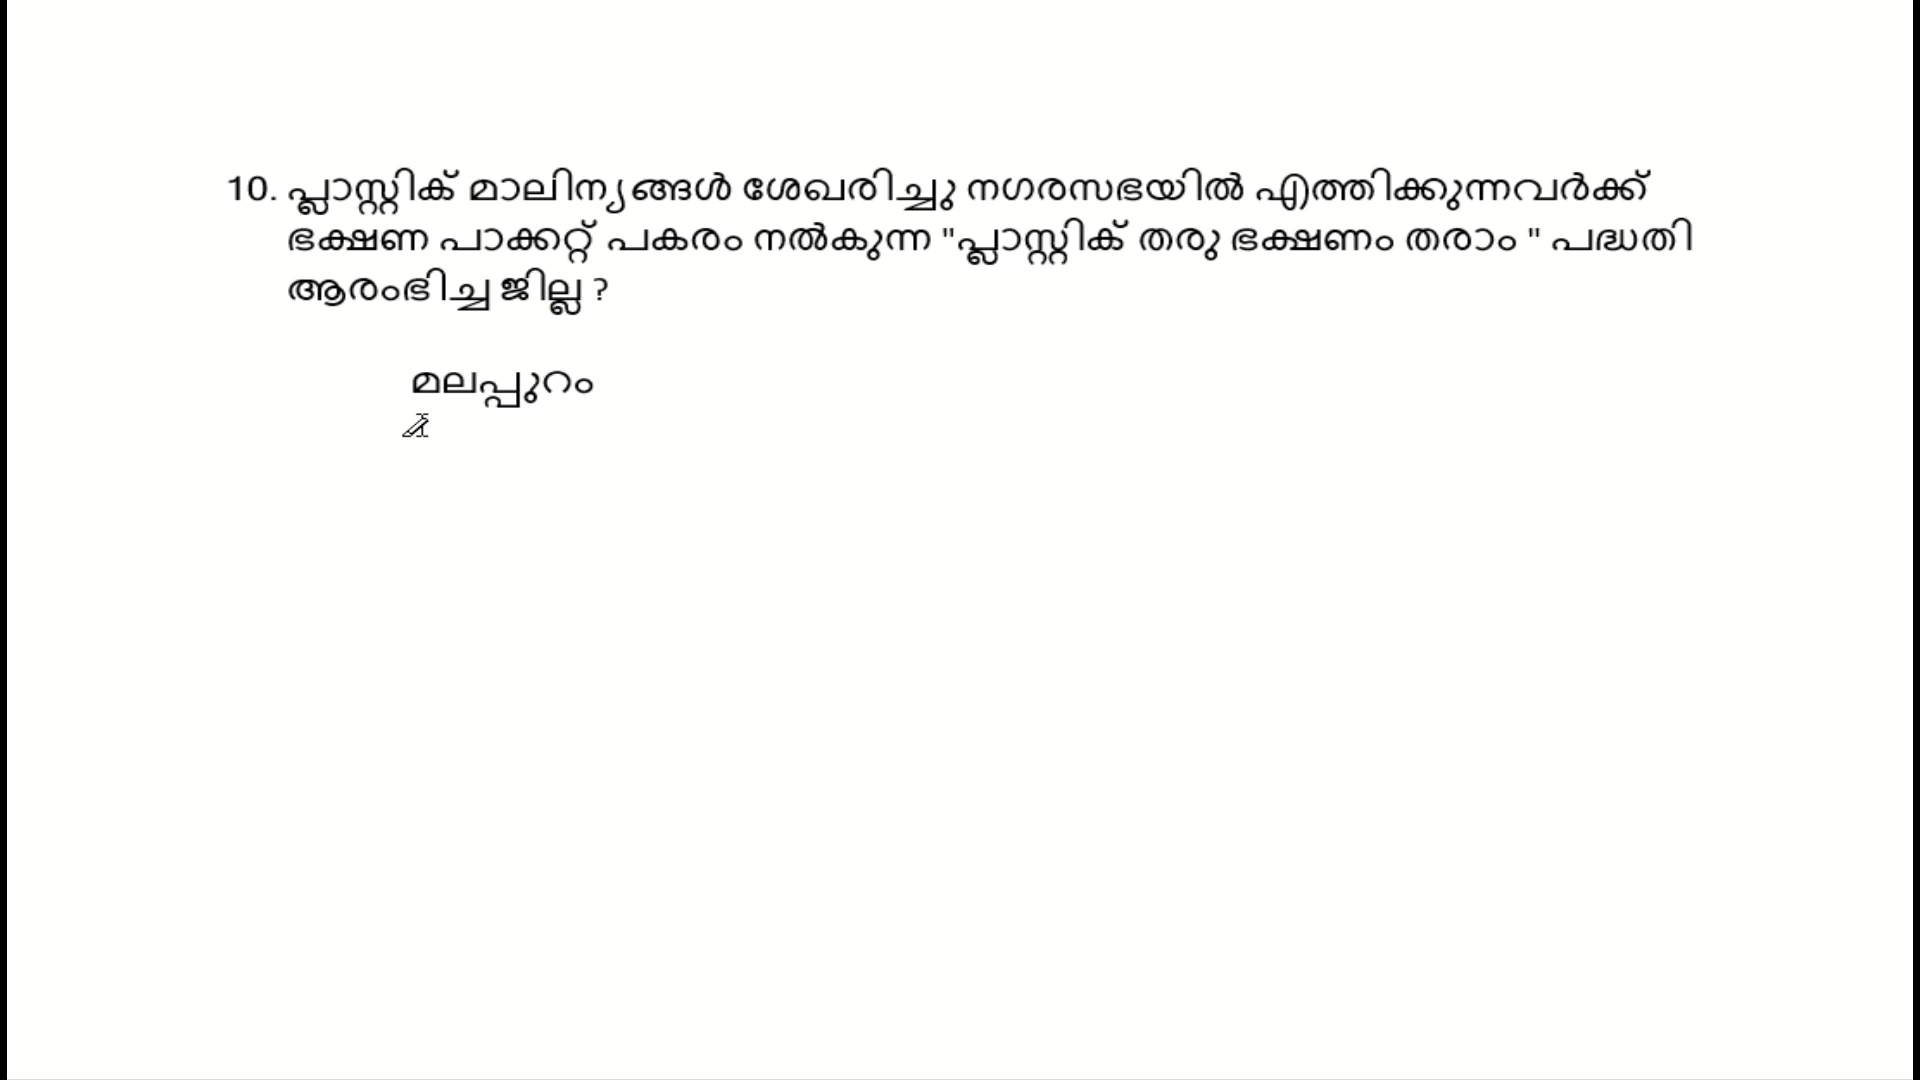 10. പ്ലാസ്റ്റിക് മാലിന്യങ്ങൾ ശേഖരിച്ചു നഗരസഭയിൽ എത്തിക്കുന്നവർക്ക്
ഭക്ഷണ പാക്കറ്റ് പകരം നൽകുന്ന "പ്ലാസ്റ്റിക് തരു ഭക്ഷണം തരാം " പദ്ധതി
ആരംഭിച്ച ജില്ല ?
മലപ്പുറം